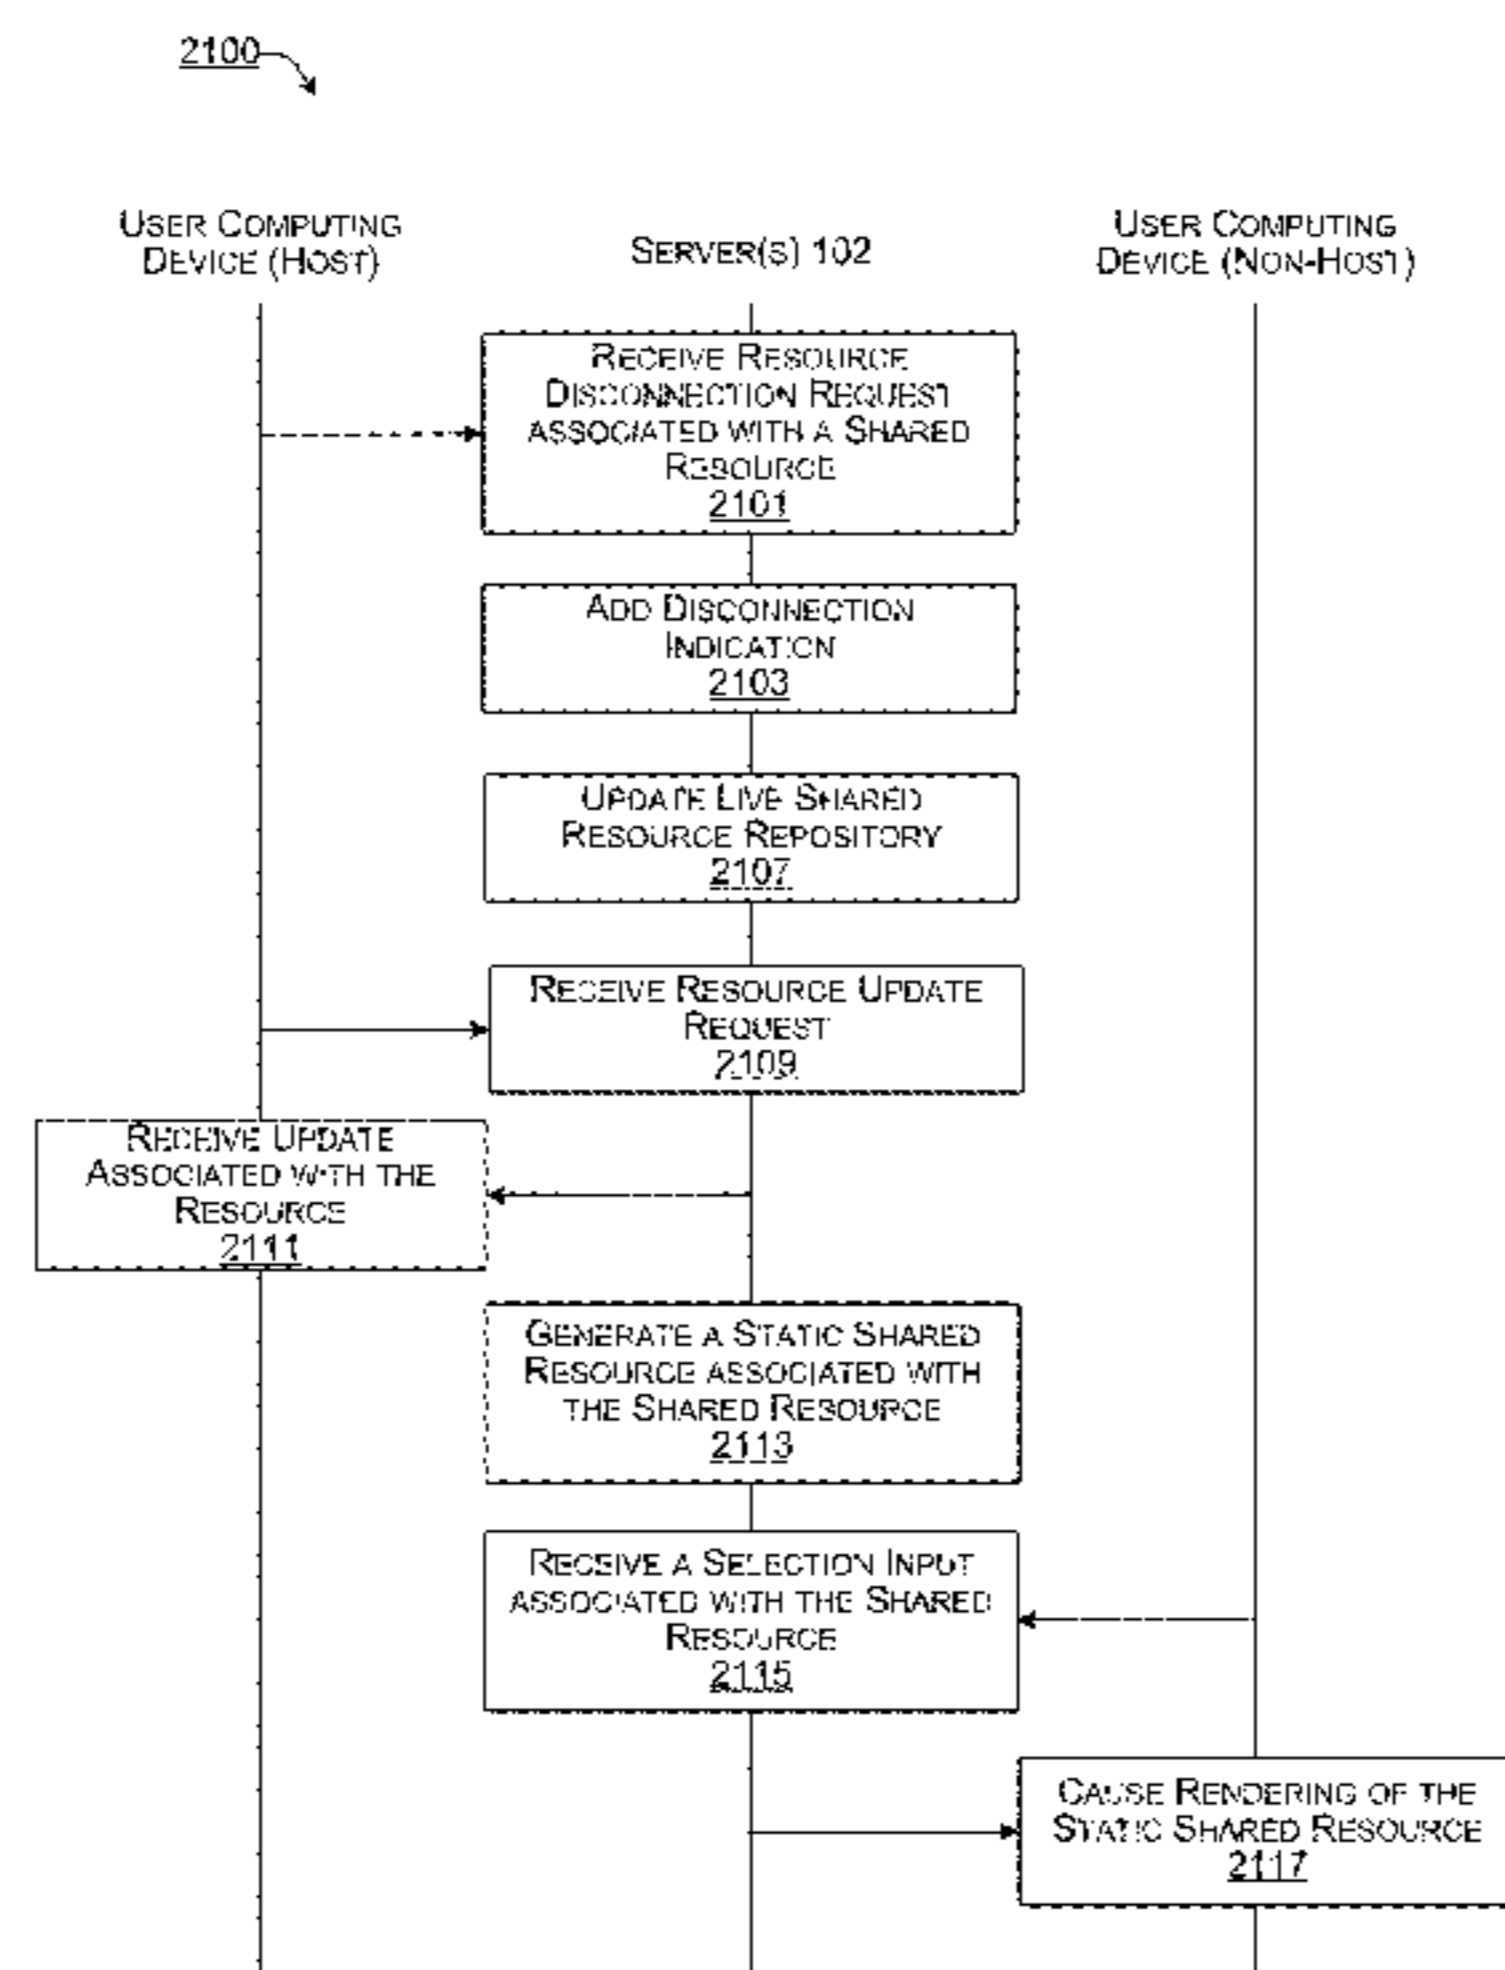 2100
USER COMPUTING
DEVICE (HOST)
SERVER(S) 102
USER COMPUTING
DEVICE (NON-HOST)
RECEIVE RESOURCE
DISCONNECTION REQUEST
ASSOCIATED WITH A SHARED
RESOURCE
2101
ADD DISCONNECTION
INDICATION
2103
UPDATE LIVE SHARED
RESOURCE REPOSITORY
2107
RECEIVE RESOURCE UPDATE
REQUEST
2109
RECEIVE UPDATE
ASSOCIATED WITH THE
RESOURCE
2111
GENERATE A STATIC SHARED
RESOURCE ASSOCIATED WITH
THE SHARED RESOURCE
2113
RECEIVE A SELECTION INPUT
ASSOCIATED WITH THE SHARED
RESOURCE
2115
CAUSE RENDERING OF THE
STATIC SHARED RESOURCE
2117